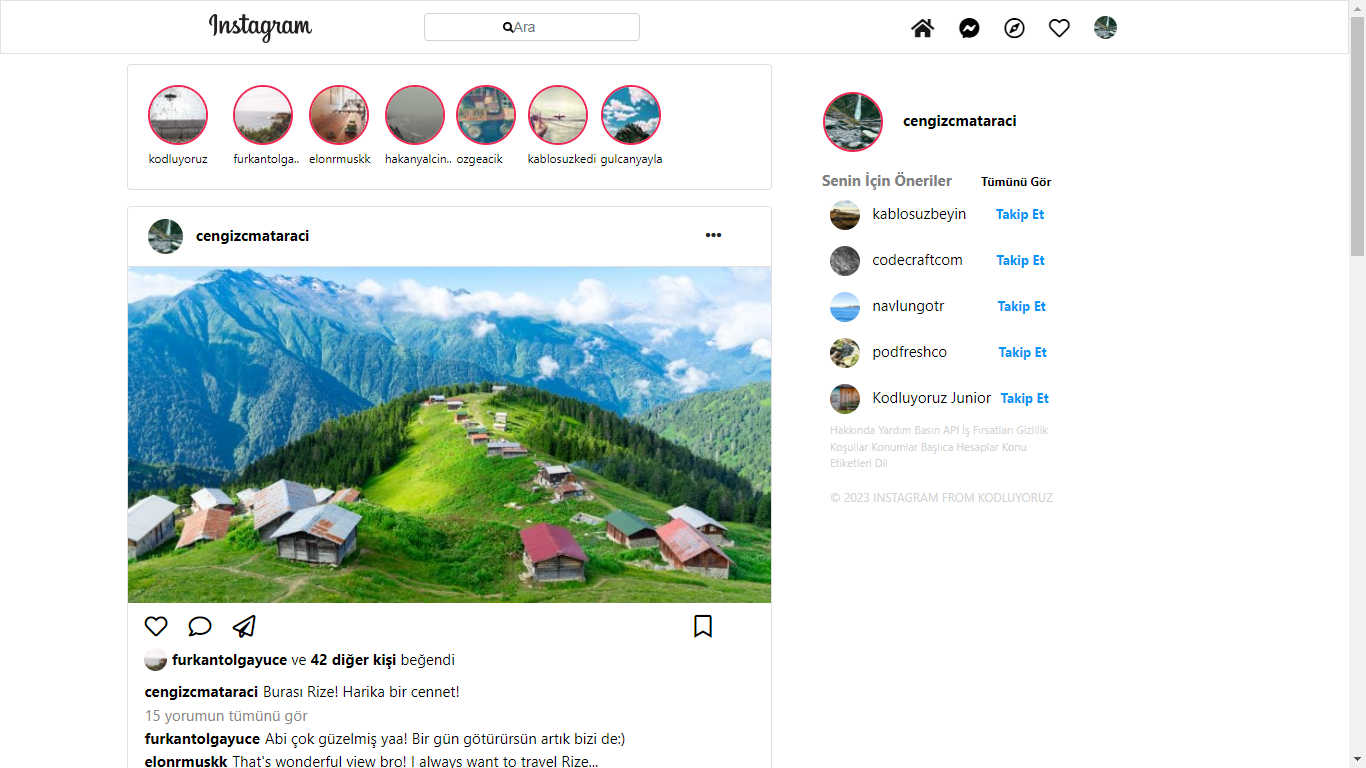 Instagram
Ara
kodluyoruz furkantolga.. elonrmuskk hakanyalcin.. ozgeacik kablosuzkedi gulcanyayla
cengizcmataraci
Senin İçin Öneriler Tümünü Gör
kablosuzbeyin Takip Et
codecraftcom Takip Et
navlungotr Takip Et
podfreshco Takip Et
Kodluyoruz Junior Takip Et
Hakkında Yardım Basın API İş Fırsatları Gizlilik
Koşullar Konumlar Başlıca Hesaplar Konu
Etiketleri Dil
© 2023 INSTAGRAM FROM KODLUYORUZ
cengizcmataraci
furkantolgayuce ve 42 diğer kişi beğendi
cengizcmataraci Burası Rize! Harika bir cennet!
15 yorumun tümünü gör
furkantolgayuce Abi çok güzelmiş yaa! Bir gün götürürsün artık bizi de:)
elonrmuskk That's wonderful view bro! I always want to travel Rize...